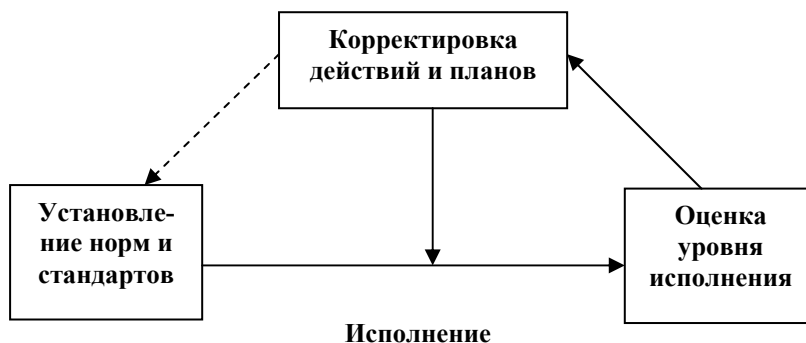 Корректировка
действий и планов
Установле-
ние норм и
стандартов
Оценка
уровня
исполнения
Исполнение